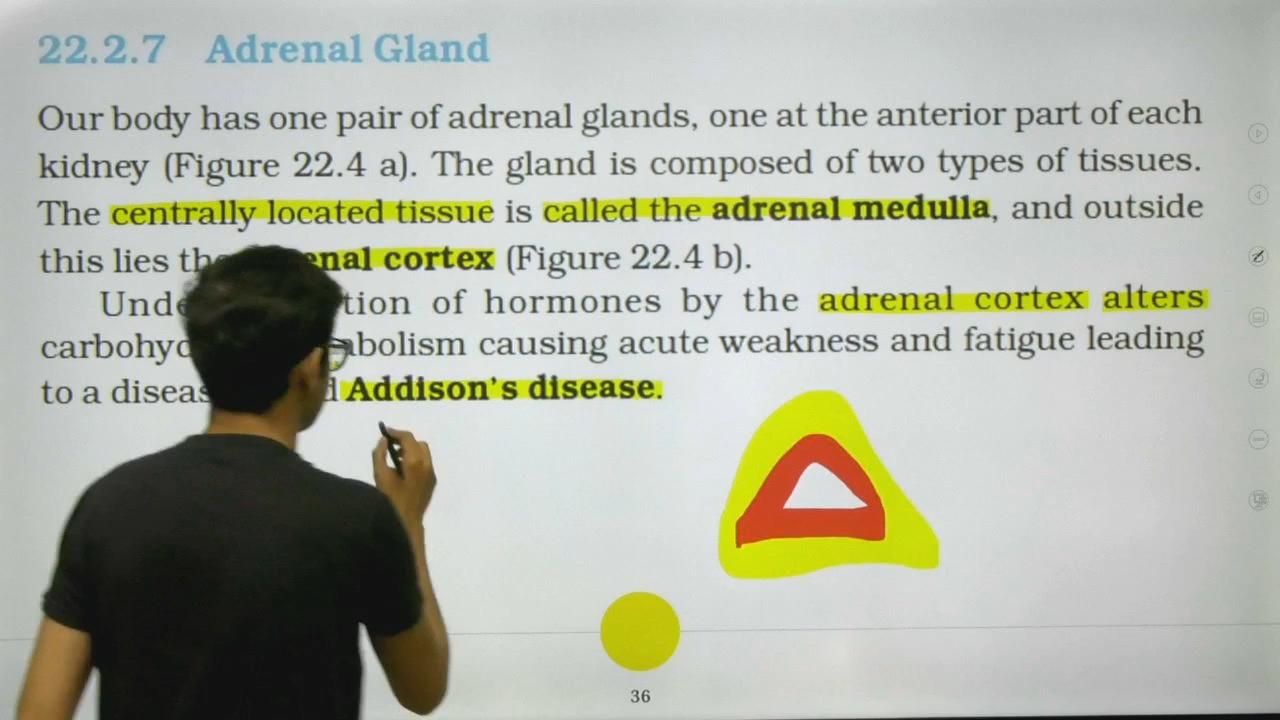 22.2.7 Adrenal Gland
Our body has one pair of adrenal glands, one at the anterior part of each
kidney (Figure 22.4 a). The gland is composed of two types of tissues.
The centrally located tissue is called the adrenal medulla, and outside
this lies enal cortex (Figure 22.4 b).
Unde tion of hormones by the adrenal cortex alters
carbohyd abolism causing acute weakness and fatigue leading
to a diseas d Addison's disease.
36